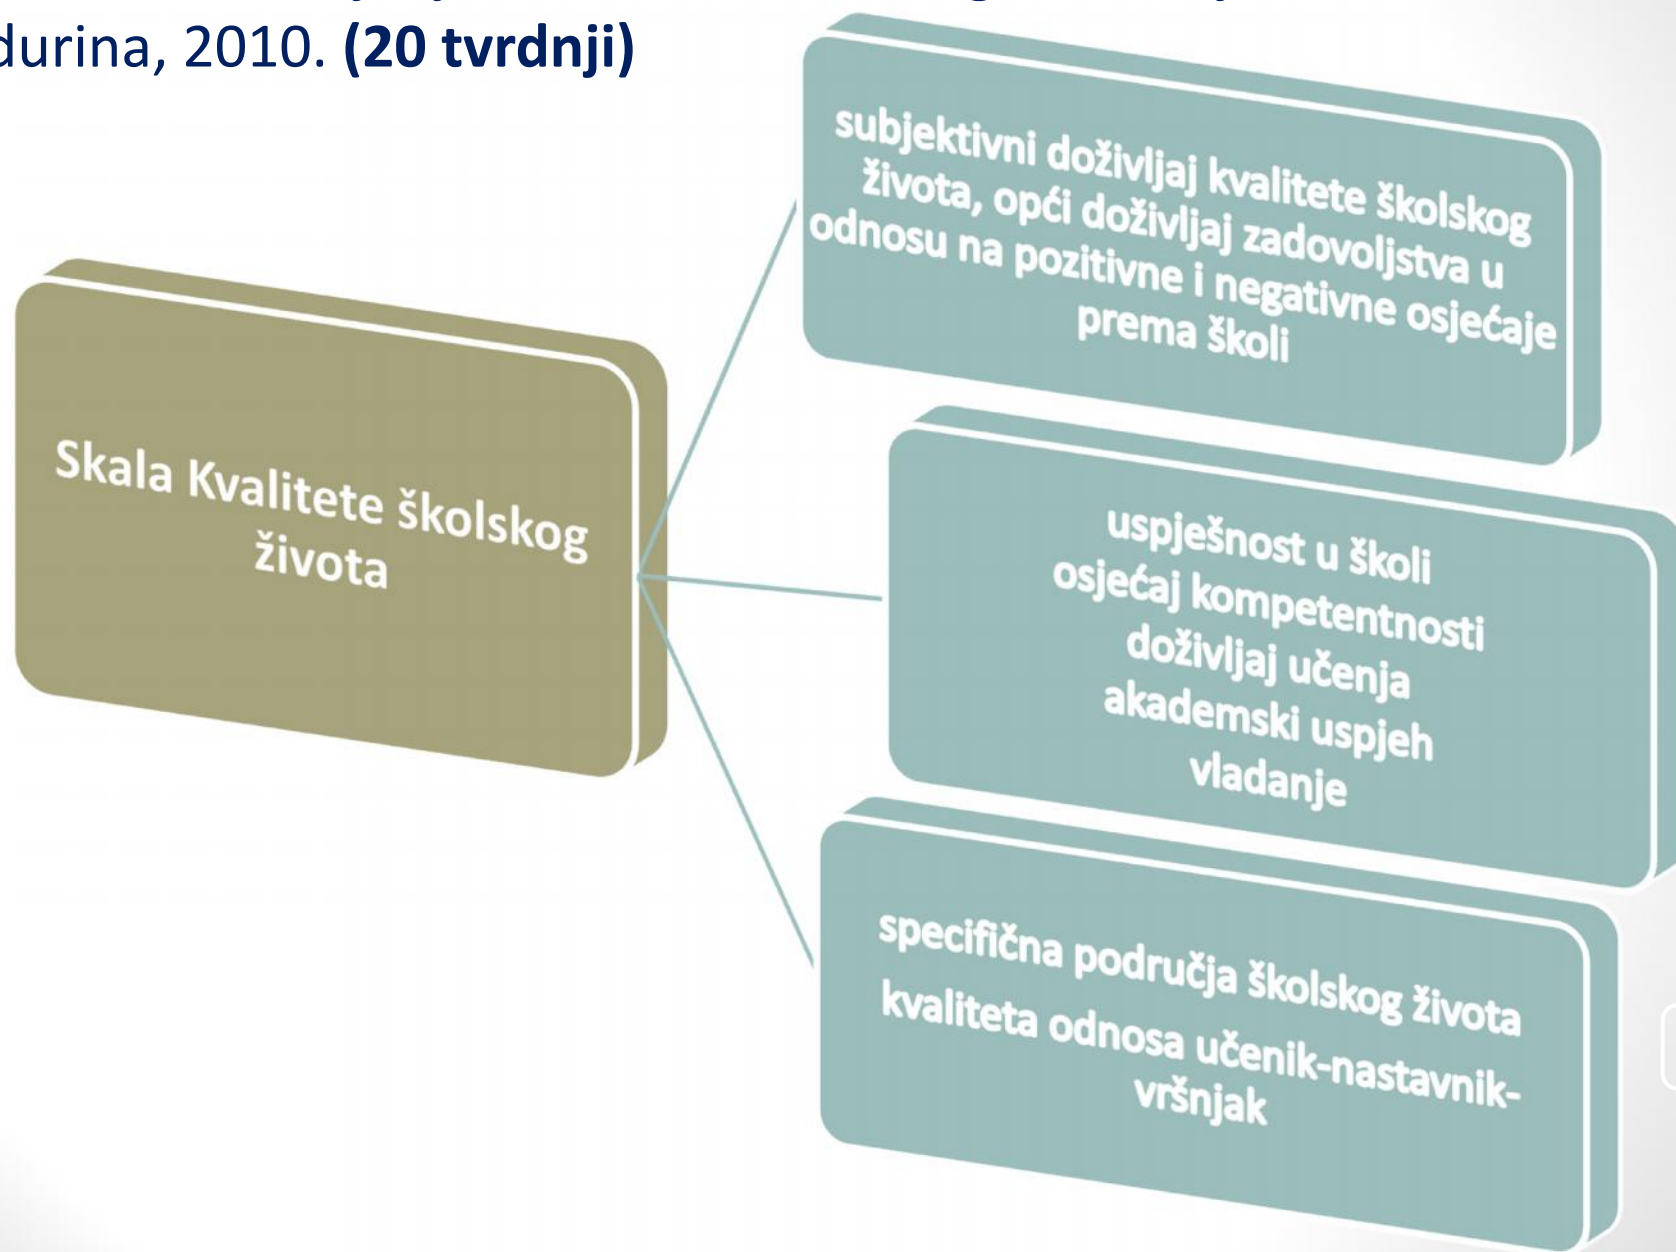 durina, 2010. (20 tvrdnji)
Skala Kvalitete školskog
života
subjektivni doživljaj kvalitete školskog
života, opći doživljaj zadovoljstva u
odnosu na pozitivne i negativne osjećaje
prema školi
uspješnost u školi
osjećaj kompetentnosti
doživljaj učenja
akademski uspjeh
vladanje
specifična područja školskog života
kvaliteta odnosa učenik-nastavnik-
vršnjak